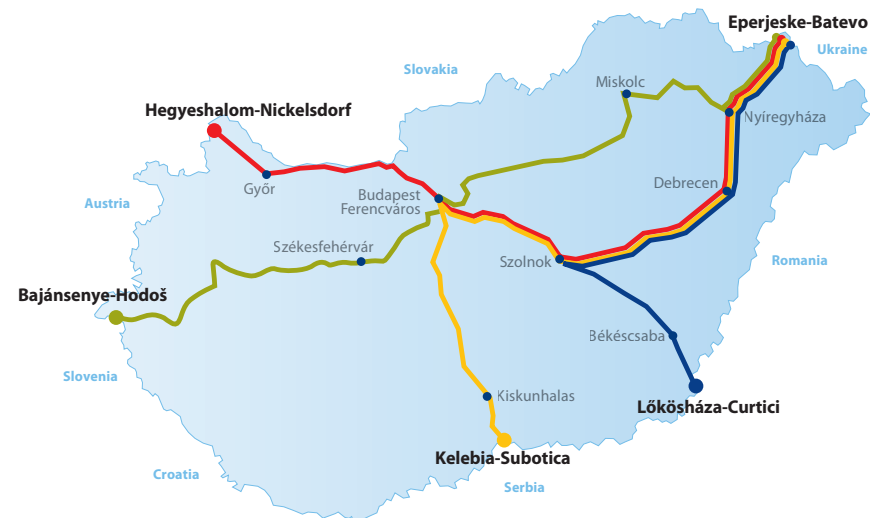 Eperjeske-Batevo
Ukraine
Slovakia
Miskolc
Hegyeshalom-Nickelsdorf
Nyíregyháza
Győr
Debrecen
Austria
Budapest
Ferencváros
Székesfehérvár
Szolnok
Romania
Bajánsenye-Hodoš
Békéscsaba
Slovenia
Kiskunhalas
Lőkösháza-Curtici
Kelebia-Subotica
Croatia
Serbia